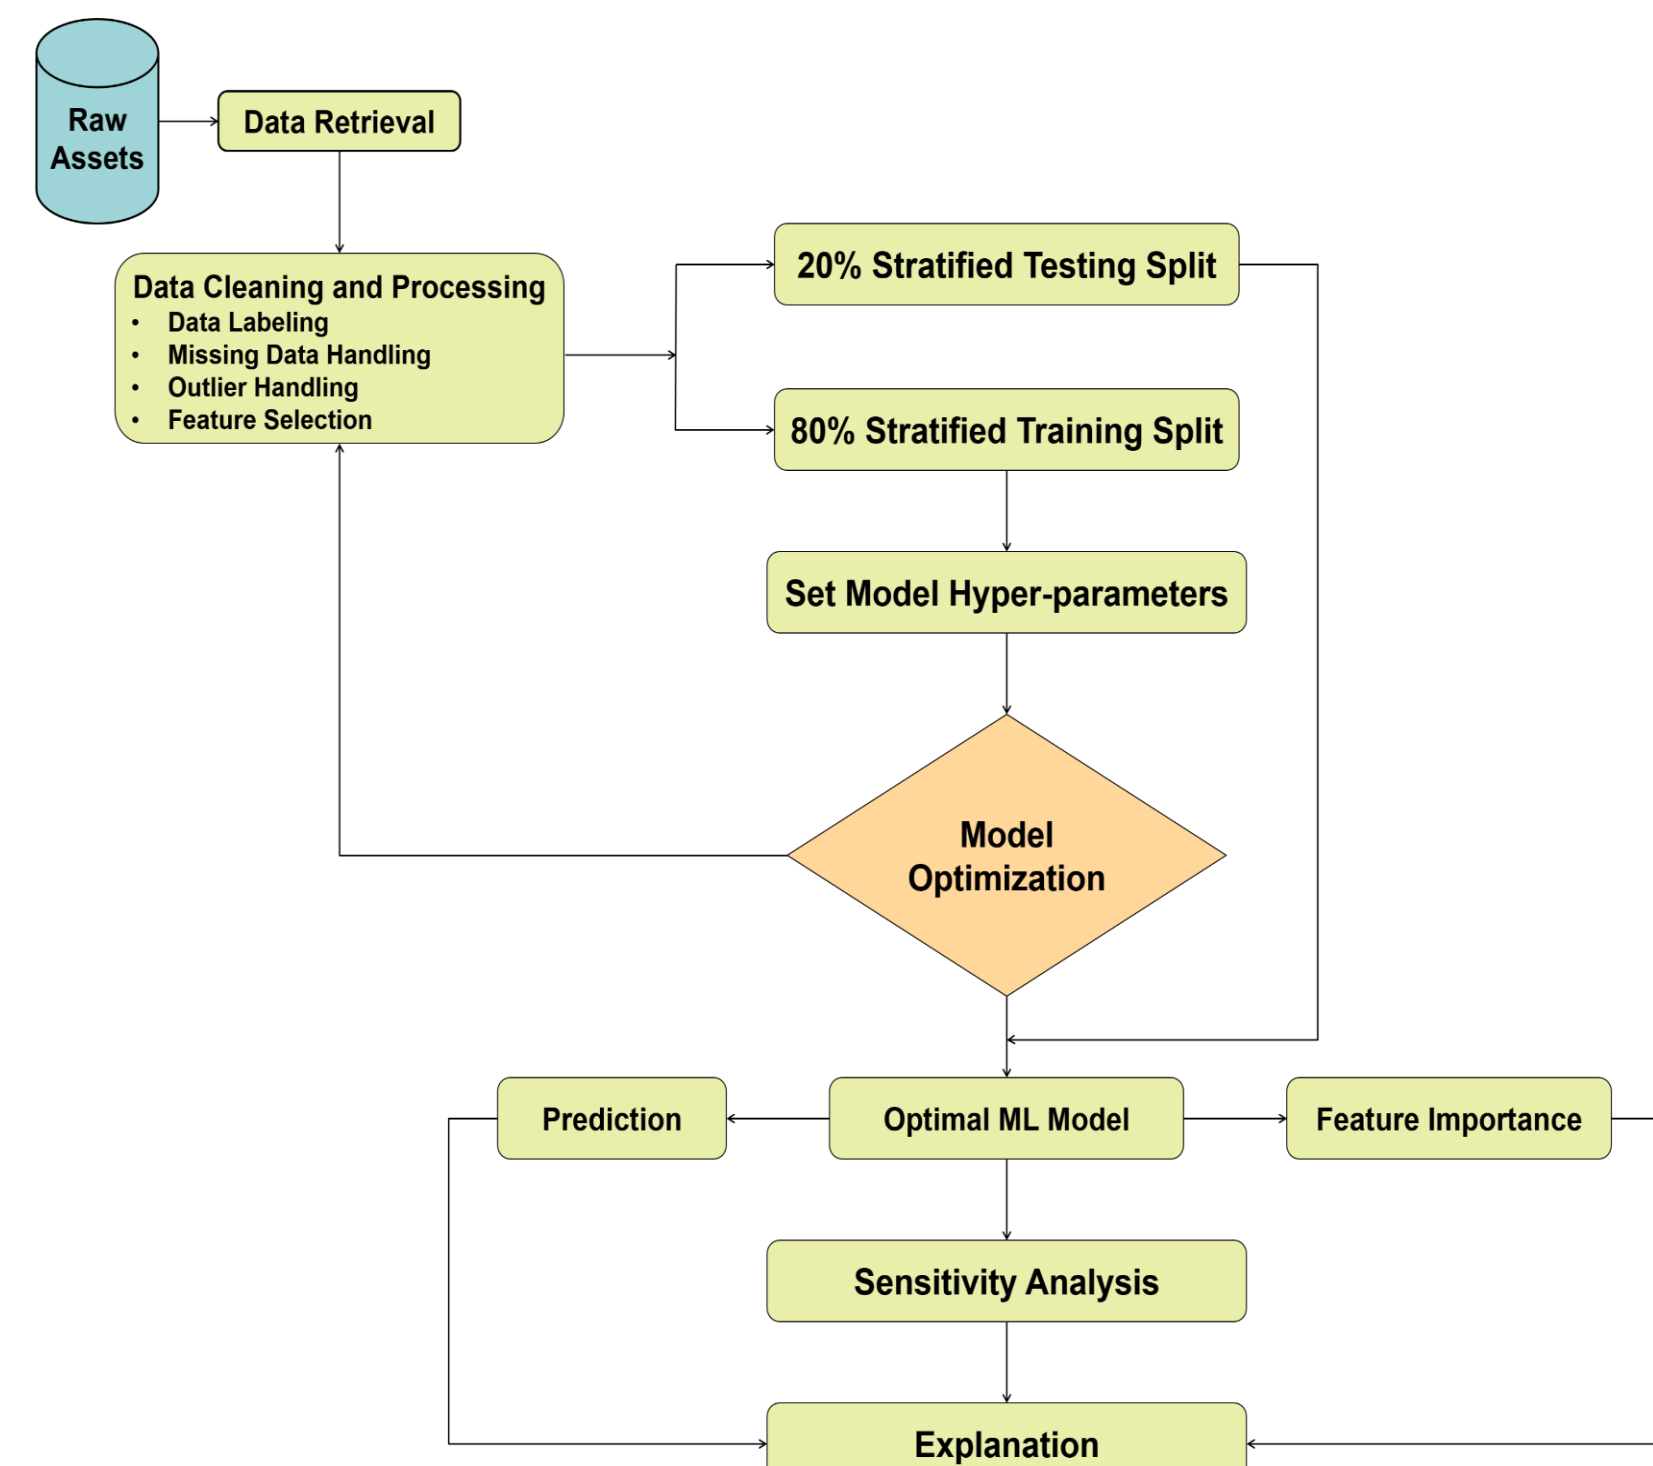 Raw
Assets
Data Retrieval
Data Cleaning and Processing
• Data Labeling
• Missing Data Handling
• Outlier Handling
• Feature Selection
20% Stratified Testing Split
80% Stratified Training Split
Set Model Hyper-parameters
Model
Optimization
Prediction
Optimal ML Model
Feature Importance
Sensitivity Analysis
Explanation